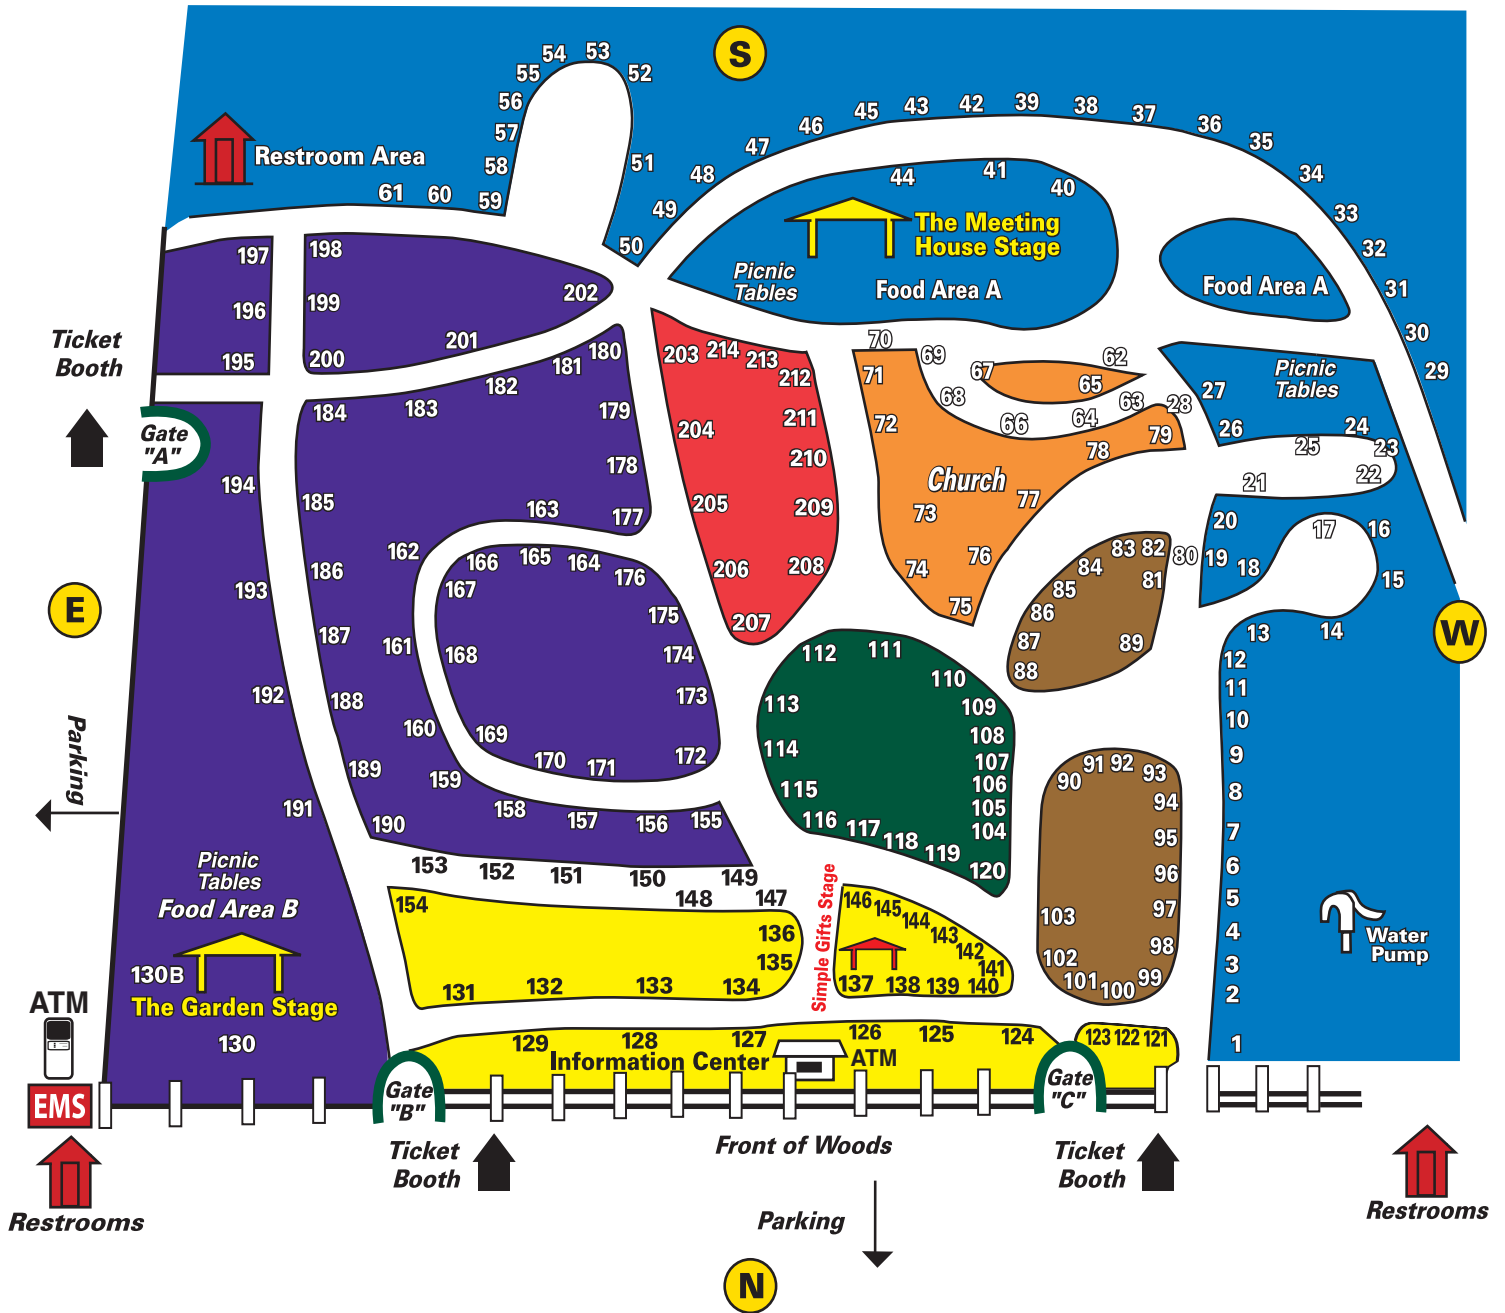 S
54 53
55 52
56
57
58 51
Restroom Area
61 60 59
50 49 48 47 46 45 43 42 39 38 37 36 35 34 33 32 31 30 29
44 41 40
The Meeting
House Stage
Picnic
Tables
Food Area A
Food Area A
197 198
196 199
195 200 201 202
Ticket
Booth
Gate
"A"
203 214 213 212
204 211
210
205 209
206 208
207
70 69 67 62
71 68 65
72 66 64 63 28
78 79
Church
73 77
74 76
75
Picnic
Tables
27
26 25 24 23
21 22
20 17 16
19 18 15
13 14
12
11
10
9
8
7
6
5
4
3
2
1
180
181
182
183
184
179
178
177
185
186
187
188
189
190
163
162
161
160
159
158 157 156 155
166 165 164 176
167 175
168 174
173
169 170 171 172
194
193
192
191
E
W
Parking
80
83 82
84 81
85
86
87 89
88
112 111
110
113 109
114 108
107
115 106
105
116 117 118 119 104
120
91 92 93
90 94
95
96
103 97
102 98
101 100 99
Water
Pump
153 152 151 150 149
148 147
154 136
135
131 132 133 134
Simple Gifts Stage
146 145 144 143 142 141
137 138 139 140
Picnic
Tables
Food Area B
130B
The Garden Stage
130
ATM
EMS
Restrooms
129 128 127 126 125 124
123 122 121
Information Center
ATM
Gate
"B"
Gate
"C"
Ticket
Booth
Front of Woods
Ticket
Booth
Restrooms
Parking
N